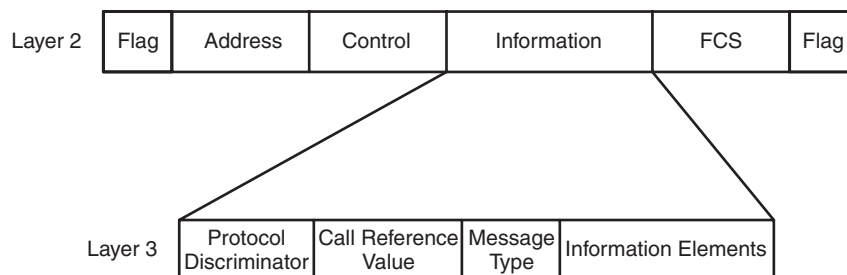 Layer 2 Flag Address Control Information FCS Flag
Layer 3 Protocol Discriminator Call Reference Value Message Type Information Elements